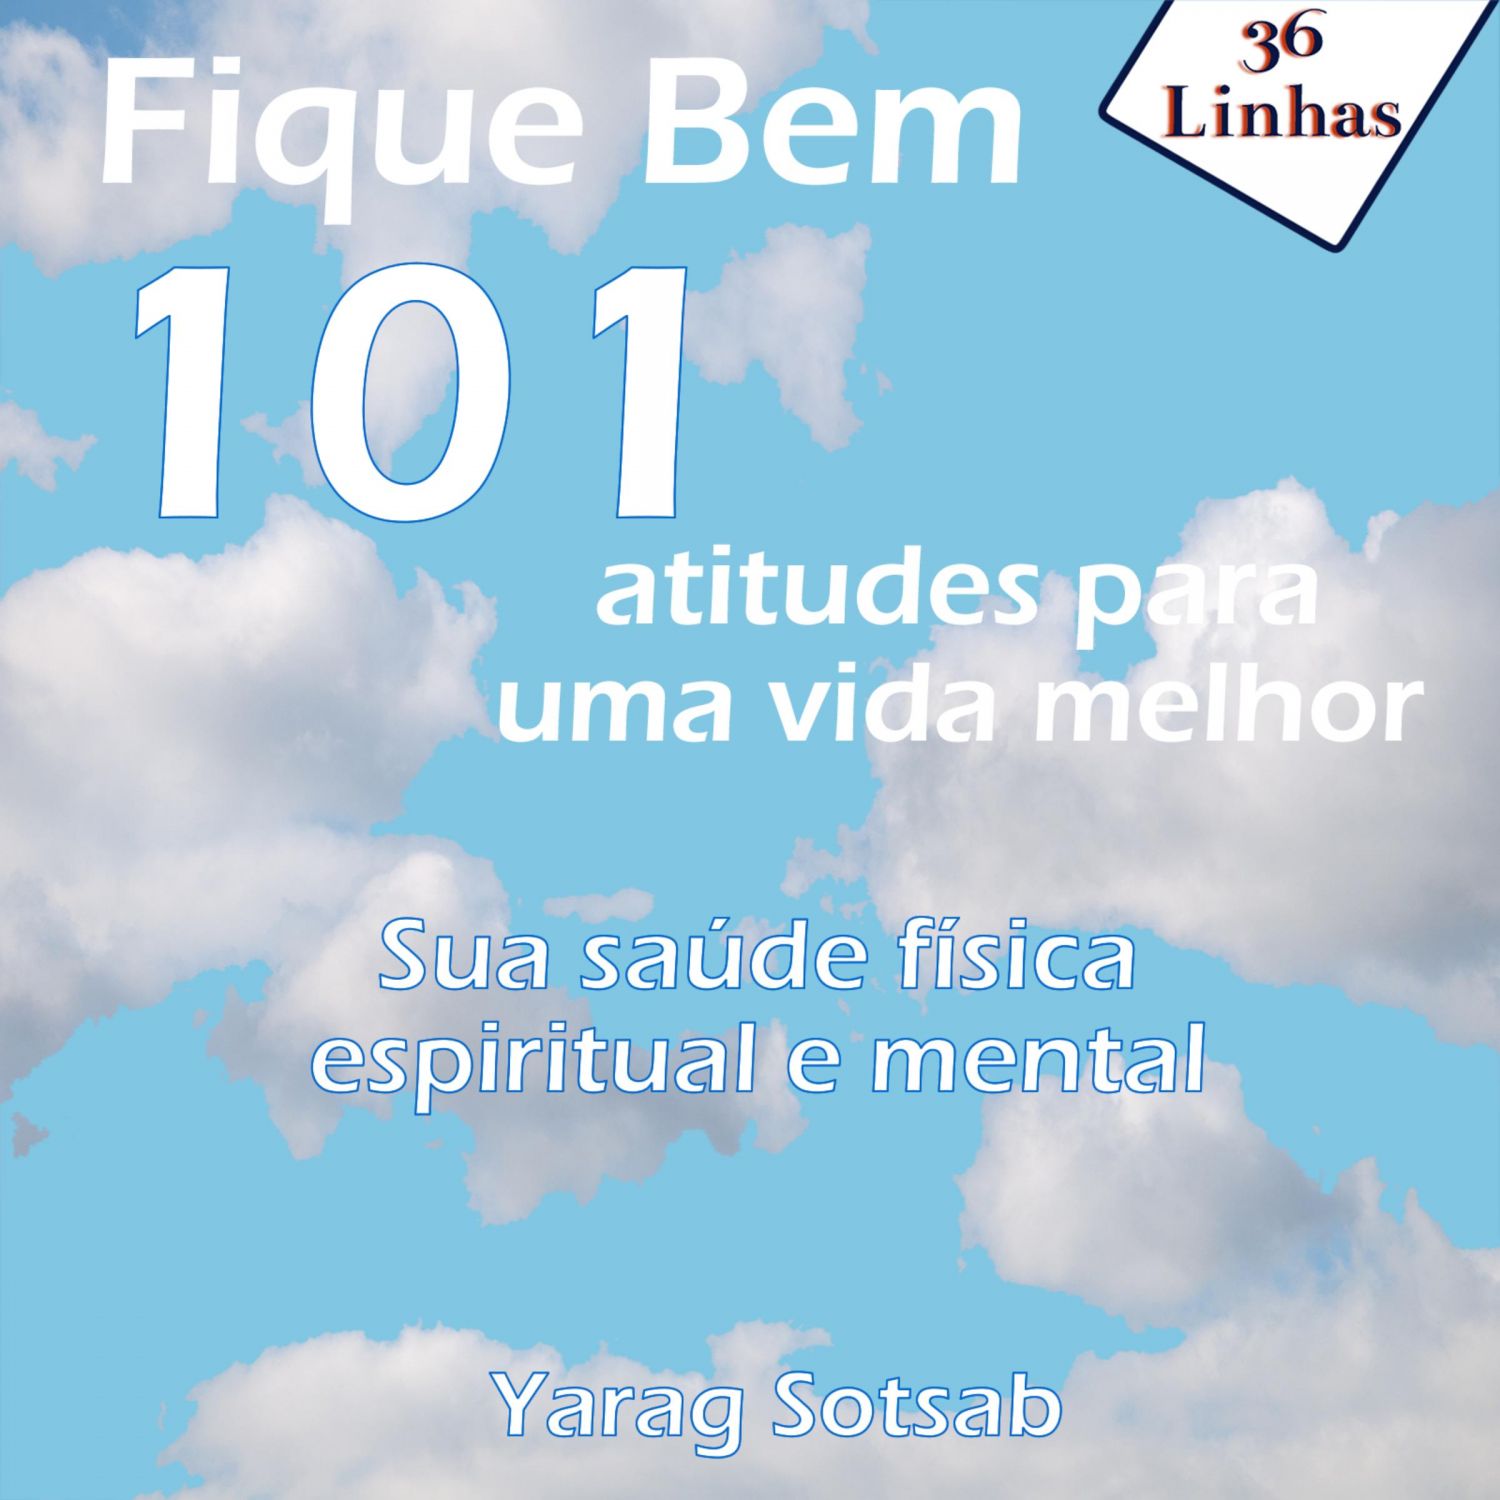 36
Linhas
Fique Bem
101
atitudes para
uma vida melhor
Sua saúde física
espiritual e mental
Yarag Sotsab